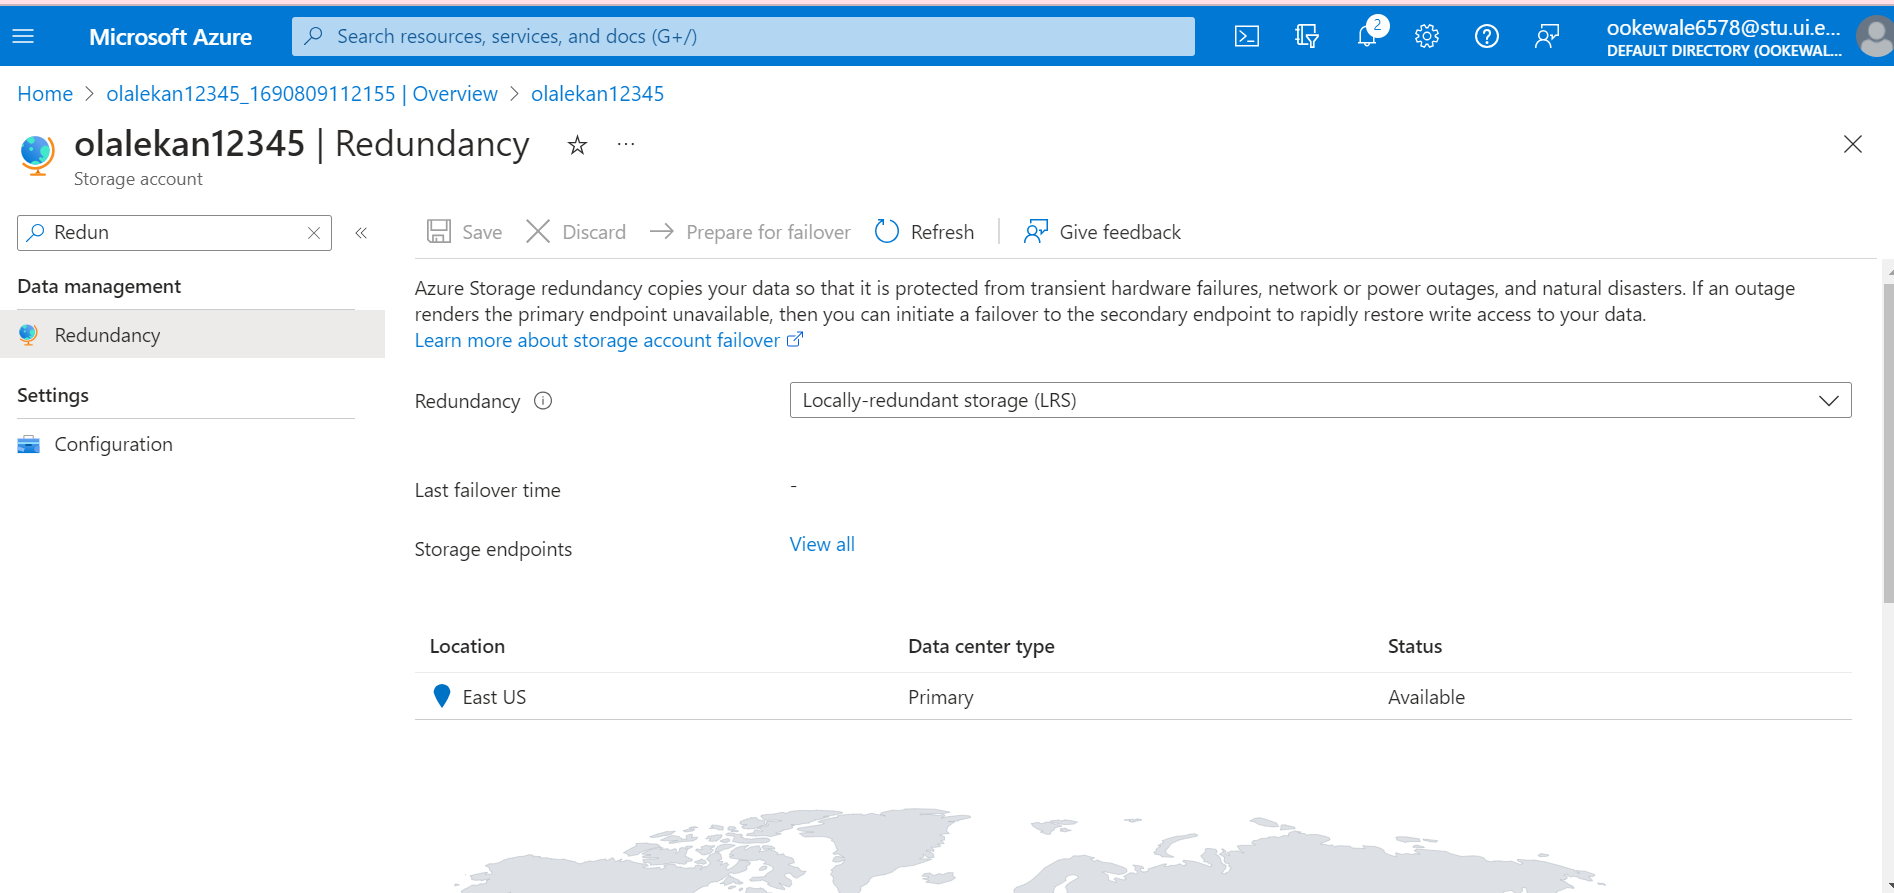 Microsoft Azure
Search resources, services, and docs (G+/)
2
ookewale6578@stu.ui.e...
DEFAULT DIRECTORY (OOKEWAL...
Home > olalekan12345_1690809112155 | Overview > olalekan12345
olalekan12345 | Redundancy
Storage account
Redun
Data management
Redundancy
Settings
Configuration
Save
Discard
Prepare for failover
Refresh
Give feedback
Azure Storage redundancy copies your data so that it is protected from transient hardware failures, network or power outages, and natural disasters. If an outage
renders the primary endpoint unavailable, then you can initiate a failover to the secondary endpoint to rapidly restore write access to your data.
Learn more about storage account failover
Redundancy
Locally-redundant storage (LRS)
Last failover time
-
Storage endpoints
View all
Location Data center type Status
East US Primary Available